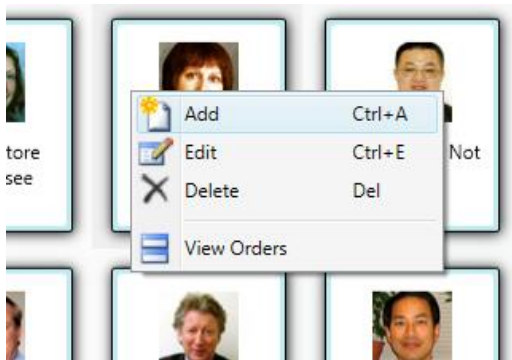 Add Ctrl+A
tore Edit Ctrl+E Not
see
Delete Del
View Orders